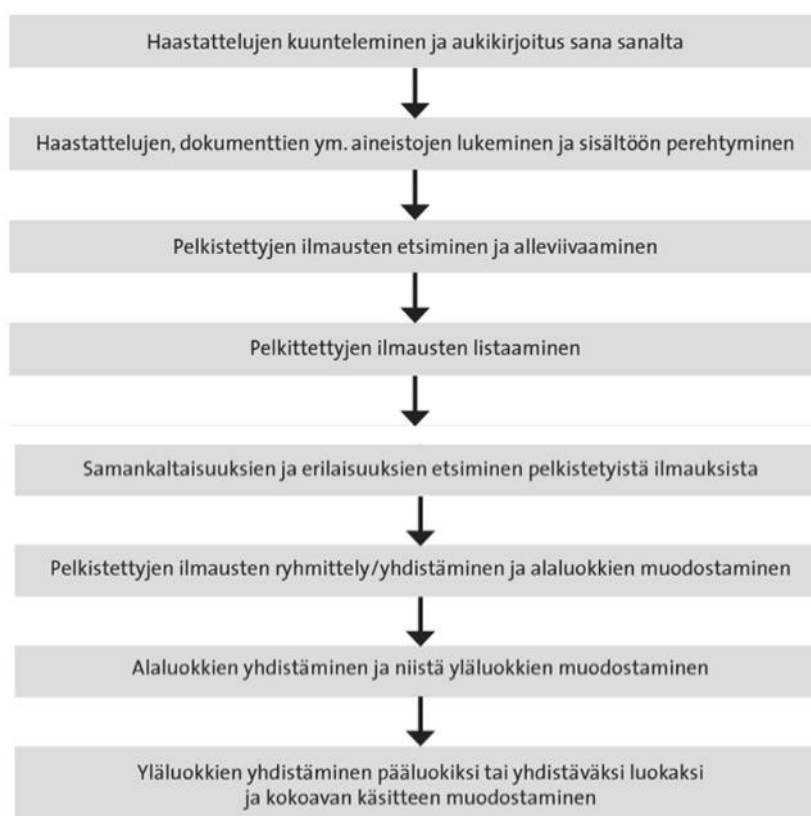 Haastattelujen kuunteleminen ja aukikirjoitus sana sanalta
Haastattelujen, dokumenttien ym. aineistojen lukeminen ja sisältöön perehtyminen
Pelkistettyjen ilmausten etsiminen ja alleviivaaminen
Pelkittettyjen ilmausten listaaminen
Samankaltaisuuksien ja erilaisuuksien etsiminen pelkistetyistä ilmauksista
Pelkistettyjen ilmausten ryhmittely/yhdistäminen ja alaluokkien muodostaminen
Alaluokkien yhdistäminen ja niistä yläluokkien muodostaminen
Yläluokkien yhdistäminen pääluokiksi tai yhdistäväksi luokaksi
ja kokoavan käsitteen muodostaminen